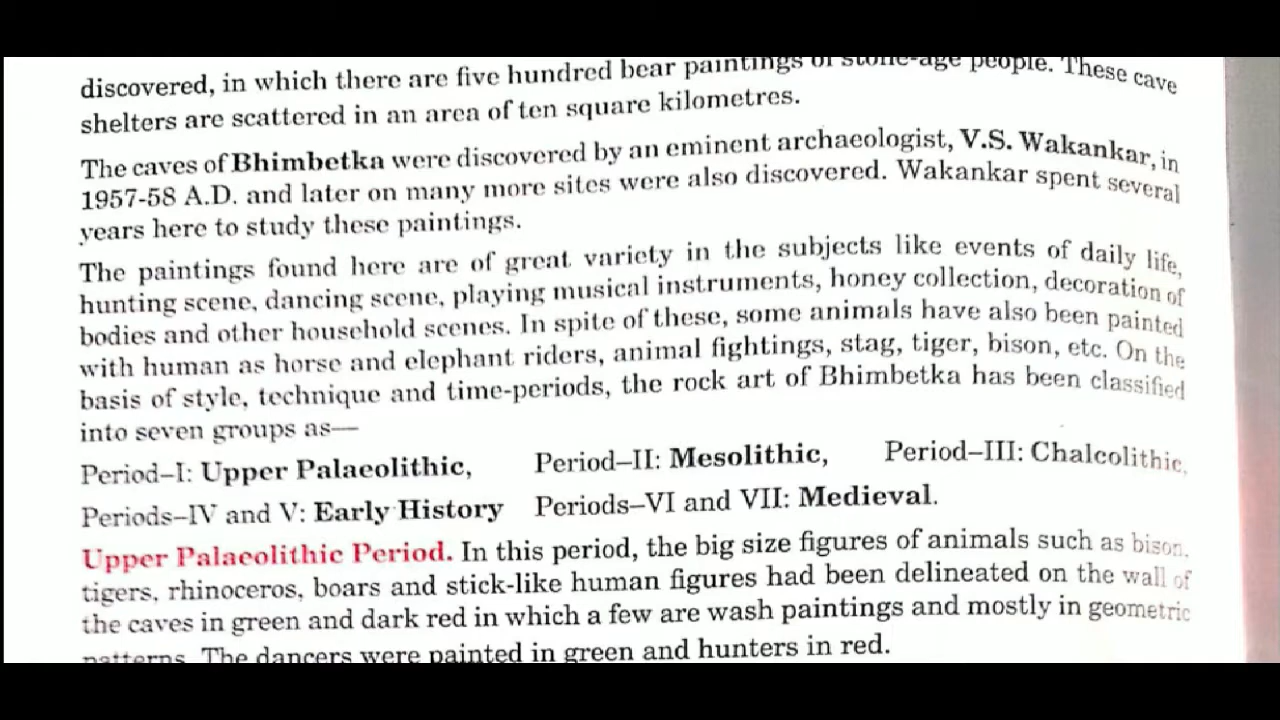 discovered, in which there are five hundred bear paintings of stone-age people. These cave
shelters are scattered in an area of ten square kilometres.
The caves of Bhimbetka were discovered by an eminent archaeologist, V.S. Wakankar, in
1957-58 A.D. and later on many more sites were also discovered. Wakankar spent several
years here to study these paintings.
The paintings found here are of great variety in the subjects like events of daily life,
hunting scene, dancing scene, playing musical instruments, honey collection, decoration of
bodies and other household scenes. In spite of these, some animals have also been painted
with human as horse and elephant riders, animal fightings, stag, tiger, bison, etc. On the
basis of style, technique and time-periods, the rock art of Bhimbetka has been classified
into seven groups as—
Period–I: Upper Palaeolithic, Period–II: Mesolithic, Period–III: Chalcolithic,
Periods–IV and V: Early History Periods–VI and VII: Medieval.
Upper Palaeolithic Period. In this period, the big size figures of animals such as bison,
tigers, rhinoceros, boars and stick-like human figures had been delineated on the wall of
the caves in green and dark red in which a few are wash paintings and mostly in geometric
patterns. The dancers were painted in green and hunters in red.